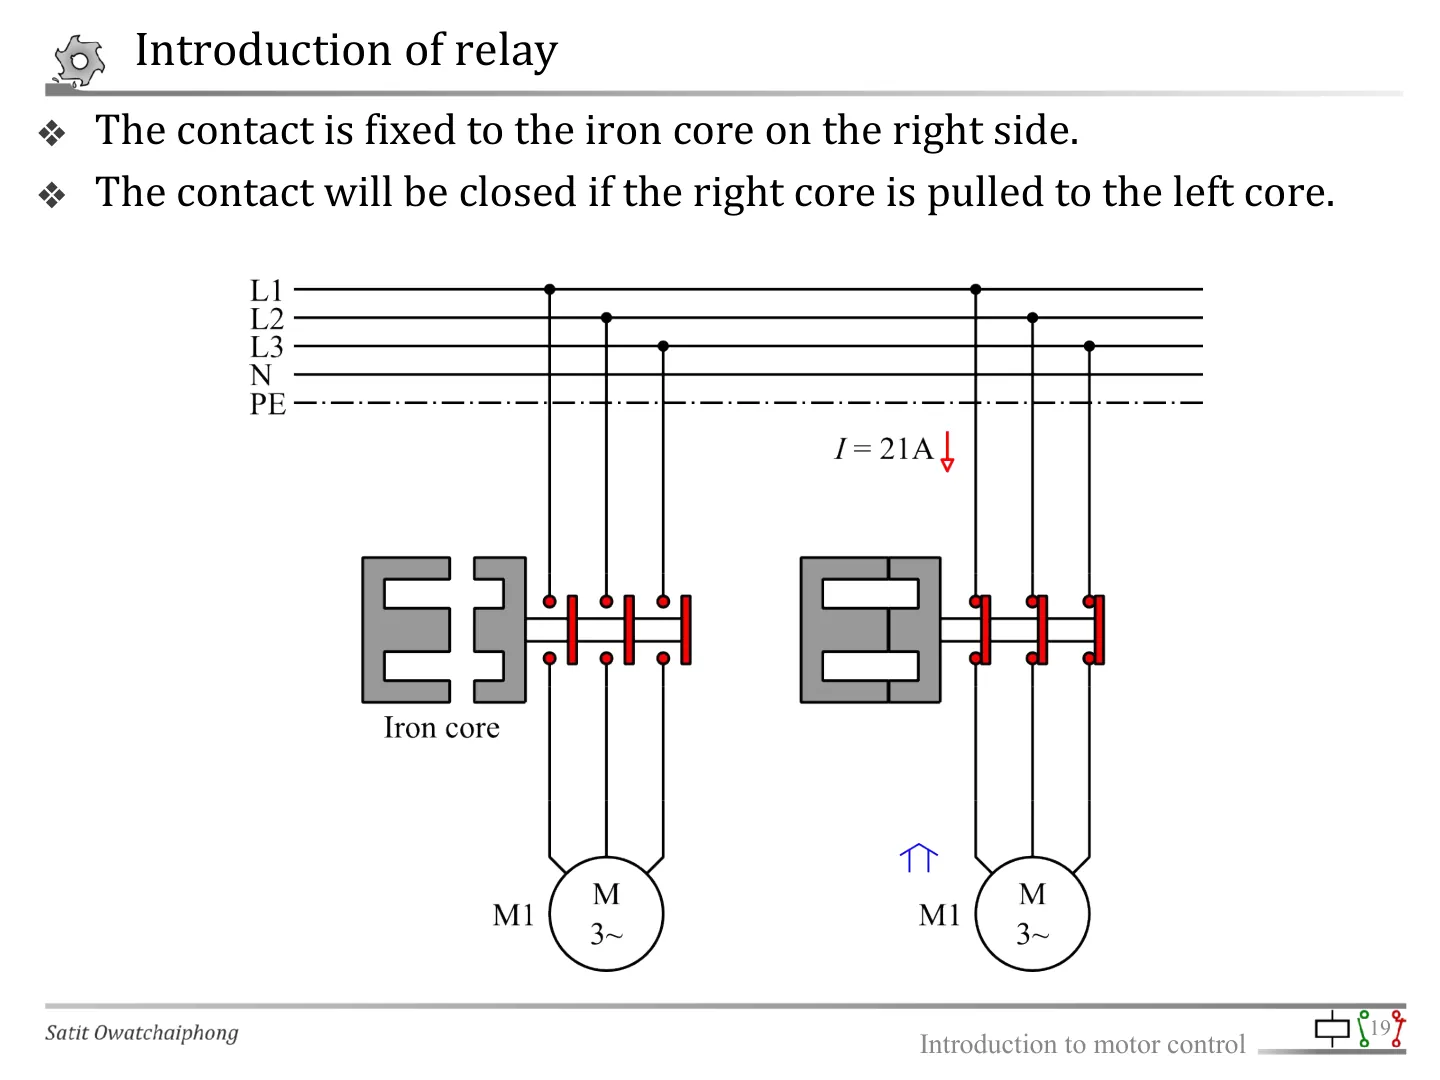 Introduction of relay
❖ The contact is fixed to the iron core on the right side.
❖ The contact will be closed if the right core is pulled to the left core.
L1
L2
L3
N
PE
I = 21A
Iron core
M1
M
3~
M1
M
3~
Satit Owatchaiphong
Introduction to motor control
19